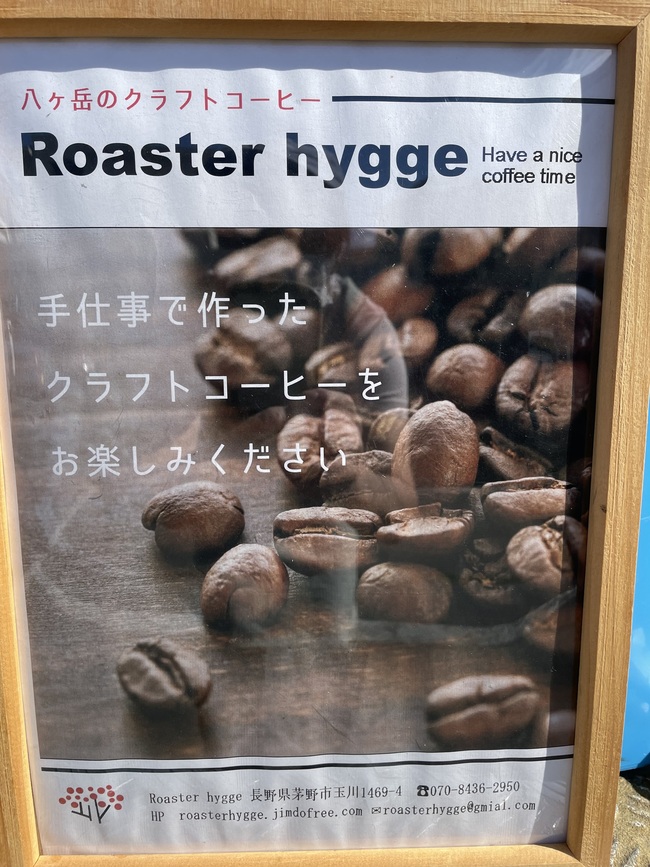 八ヶ岳のクラフトコーヒー
Roaster hygge
Have a nice
coffee time
手仕事で作った
クラフトコーヒーを
お楽しみください
Roaster hygge 長野県茅野市玉川1469-4 ☎070-8436-2950
HP roasterhygge.jimdofree.com ✉roasterhygge@gmial.com